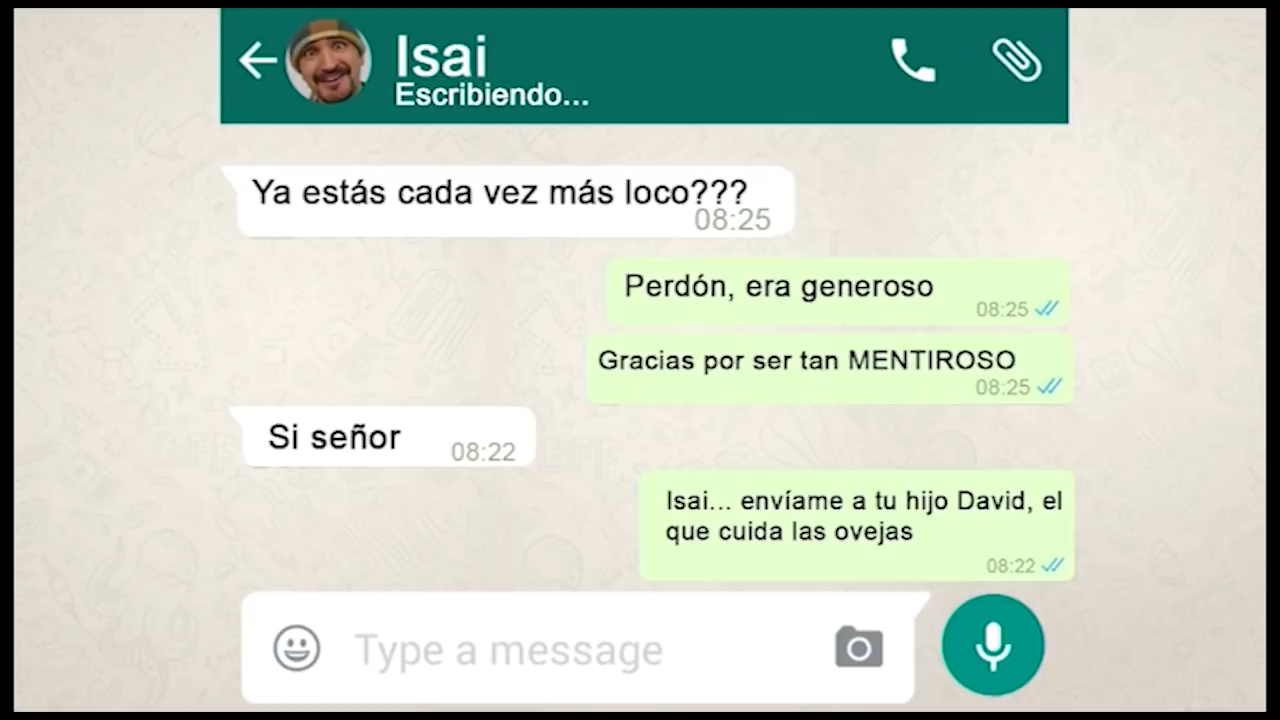 Isai
Escribiendo...
Ya estás cada vez más loco???
08:25
Perdón, era generoso
08:25
Gracias por ser tan MENTIROSO
08:25
Si señor
08:22
Isai... envíame a tu hijo David, el
que cuida las ovejas
08:22
Type a message